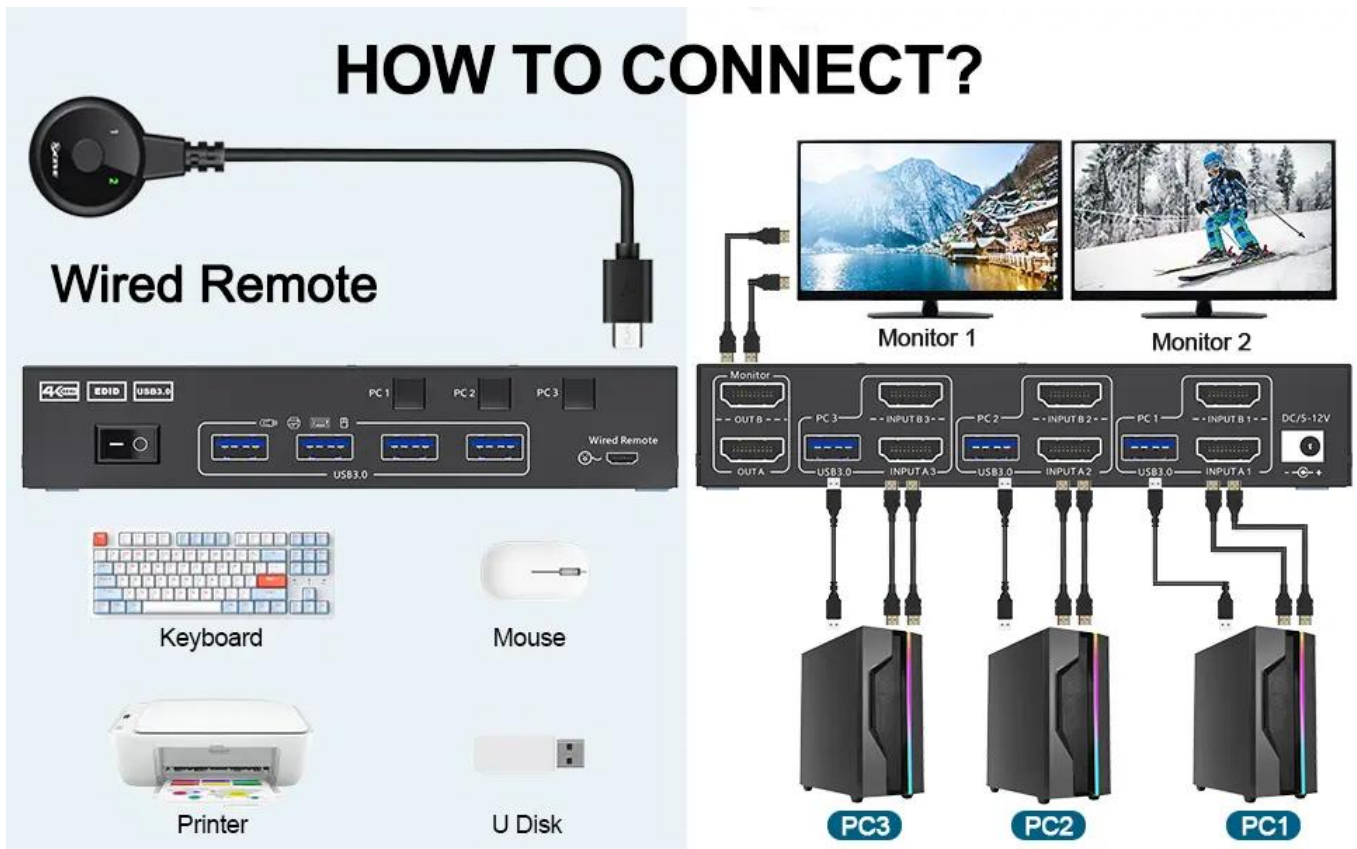 HOW TO CONNECT?
1
2
Wired Remote
4K EDID USB3.0
PC 1 PC 2 PC 3
Wired Remote
USB3.0
Keyboard Mouse
Printer U Disk
Monitor 1 Monitor 2
Monitor
OUT B PC 3 INPUT B 3 PC 2 INPUT B 2 PC 1 INPUT B 1 DC/5-12V
OUT A USB3.0 INPUT A 3 USB3.0 INPUT A 2 USB3.0 INPUT A 1 - +
PC3 PC2 PC1